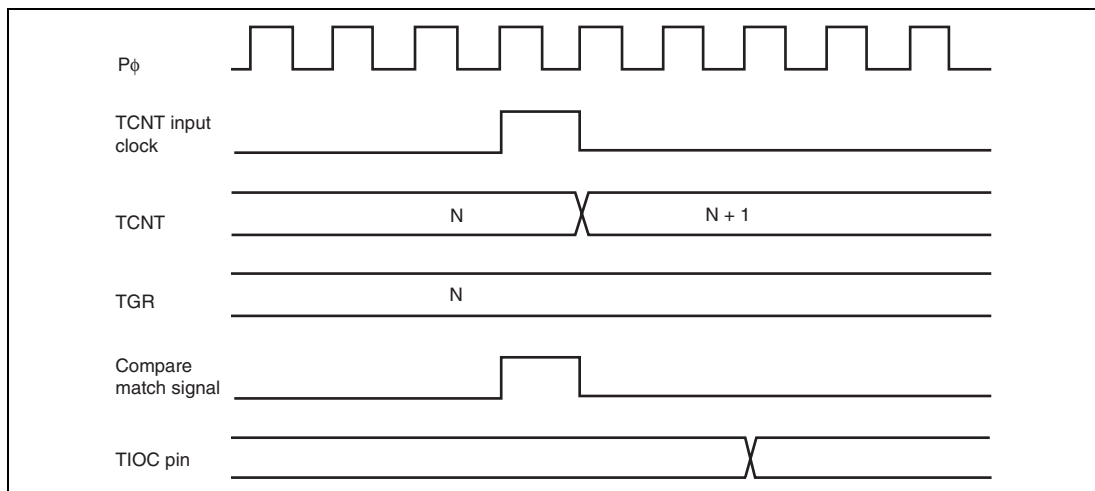 Pϕ
TCNT input
clock
TCNT
N
N + 1
TGR
N
Compare
match signal
TIOC pin